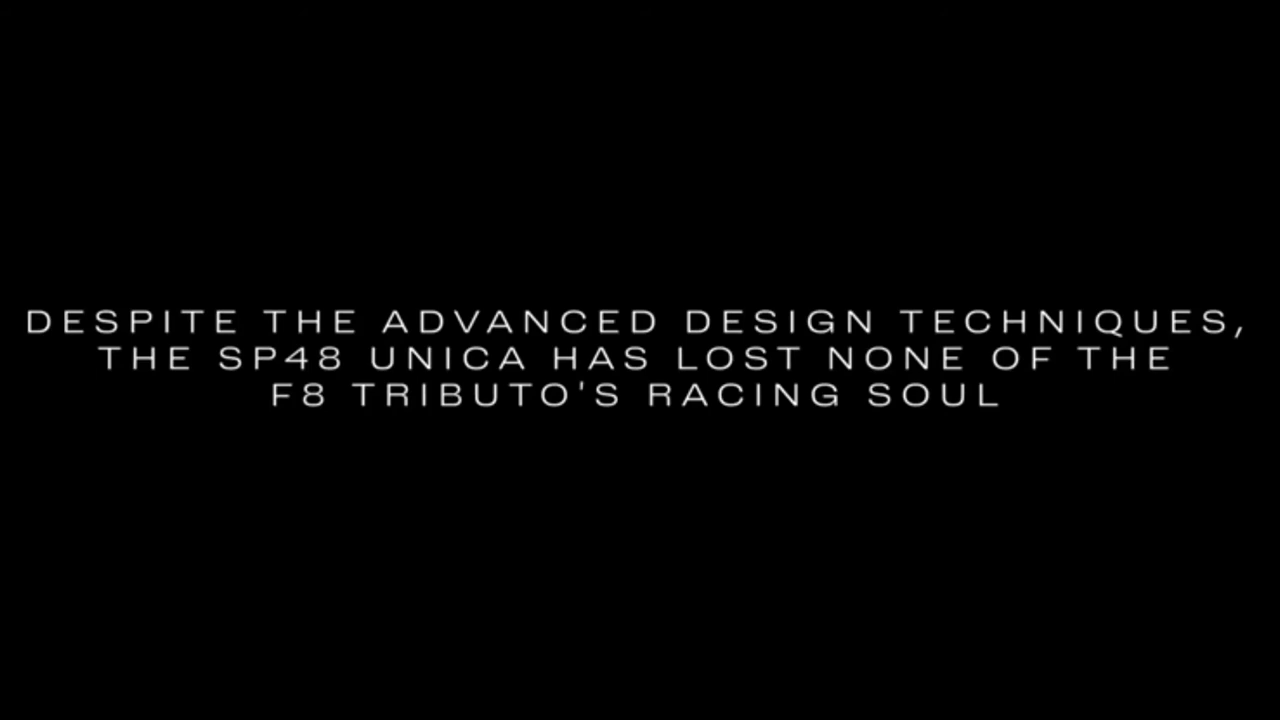 DESPITE THE ADVANCED DESIGN TECHNIQUES,
THE SP48 UNICA HAS LOST NONE OF THE
F8 TRIBUTO'S RACING SOUL